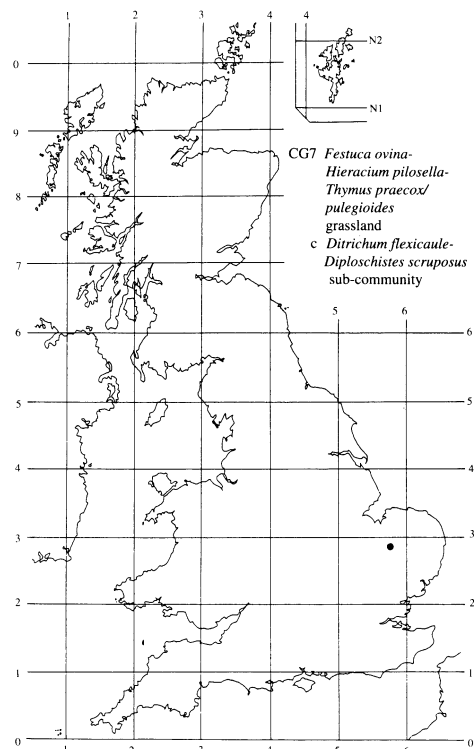 1 2 3 4
4
N2
N1
0
9
8
7
6
5
4
3
2
1
0
CG7 Festuca ovina-
Hieracium pilosella-
Thymus praecox/
pulegioides
grassland
c Ditrichum flexicaule-
Diploschistes scruposus
sub-community
5 6
6
5
4
3
2
1
0
1 2 3 4 5 6